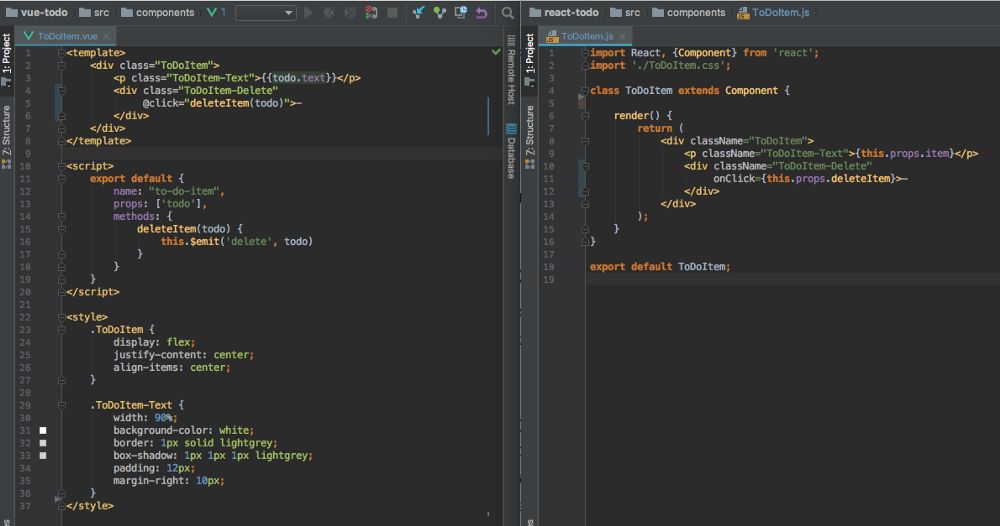 vue-todo src components 1
ToDoItem.vue
1: Project
Z: Structure
1 <template>
2 <div class="ToDoItem">
3 <p class="ToDoItem-Text">{{todo.text}}</p>
4 <div class="ToDoItem-Delete"
5 @click="deleteItem(todo)">-
6 </div>
7 </div>
8 </template>
9
10 <script>
11 export default {
12 name: "to-do-item",
13 props: ['todo'],
14 methods: {
15 deleteItem(todo) {
16 this.$emit('delete', todo)
17 }
18 }
19 }
20 </script>
21
22 <style>
23 .ToDoItem {
24 display: flex;
25 justify-content: center;
26 align-items: center;
27 }
28
29 .ToDoItem-Text {
30 width: 90%;
31 background-color: white;
32 border: 1px solid lightgrey;
33 box-shadow: 1px 1px 1px lightgrey;
34 padding: 12px;
35 margin-right: 10px;
36 }
37 </style>
Remote Host
Database
react-todo src components ToDoItem.js
ToDoItem.js
1: Project
Z: Structure
1 import React, {Component} from 'react';
2 import './ToDoItem.css';
3
4 class ToDoItem extends Component {
5
6 render() {
7 return (
8 <div className="ToDoItem">
9 <p className="ToDoItem-Text">{this.props.item}</p>
10 <div className="ToDoItem-Delete"
11 onClick={this.props.deleteItem}>-
12 </div>
13 </div>
14 );
15 }
16 }
17
18 export default ToDoItem;
19